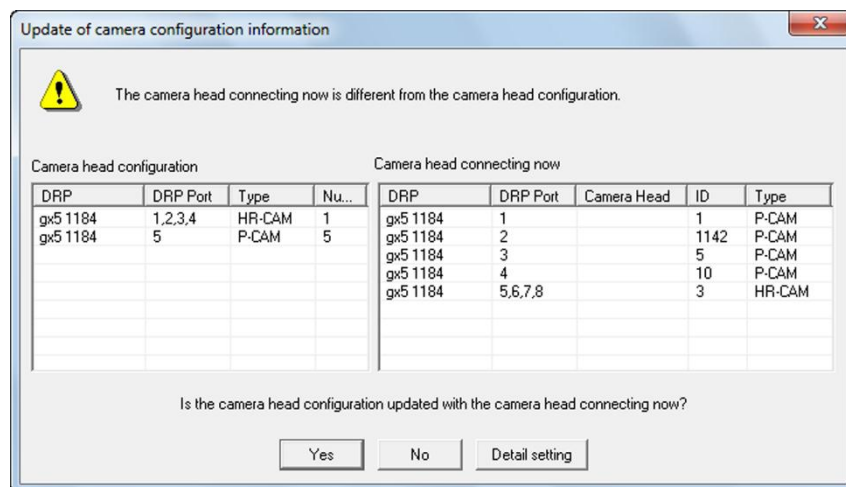 Update of camera configuration information
The camera head connecting now is different from the camera head configuration.
Camera head configuration
DRP DRP Port Type Nu...
gx5 1184 1,2,3,4 HR-CAM 1
gx5 1184 5 P-CAM 5
Camera head connecting now
DRP DRP Port Camera Head ID Type
gx5 1184 1 1 P-CAM
gx5 1184 2 1142 P-CAM
gx5 1184 3 5 P-CAM
gx5 1184 4 10 P-CAM
gx5 1184 5,6,7,8 3 HR-CAM
Is the camera head configuration updated with the camera head connecting now?
Yes No Detail setting